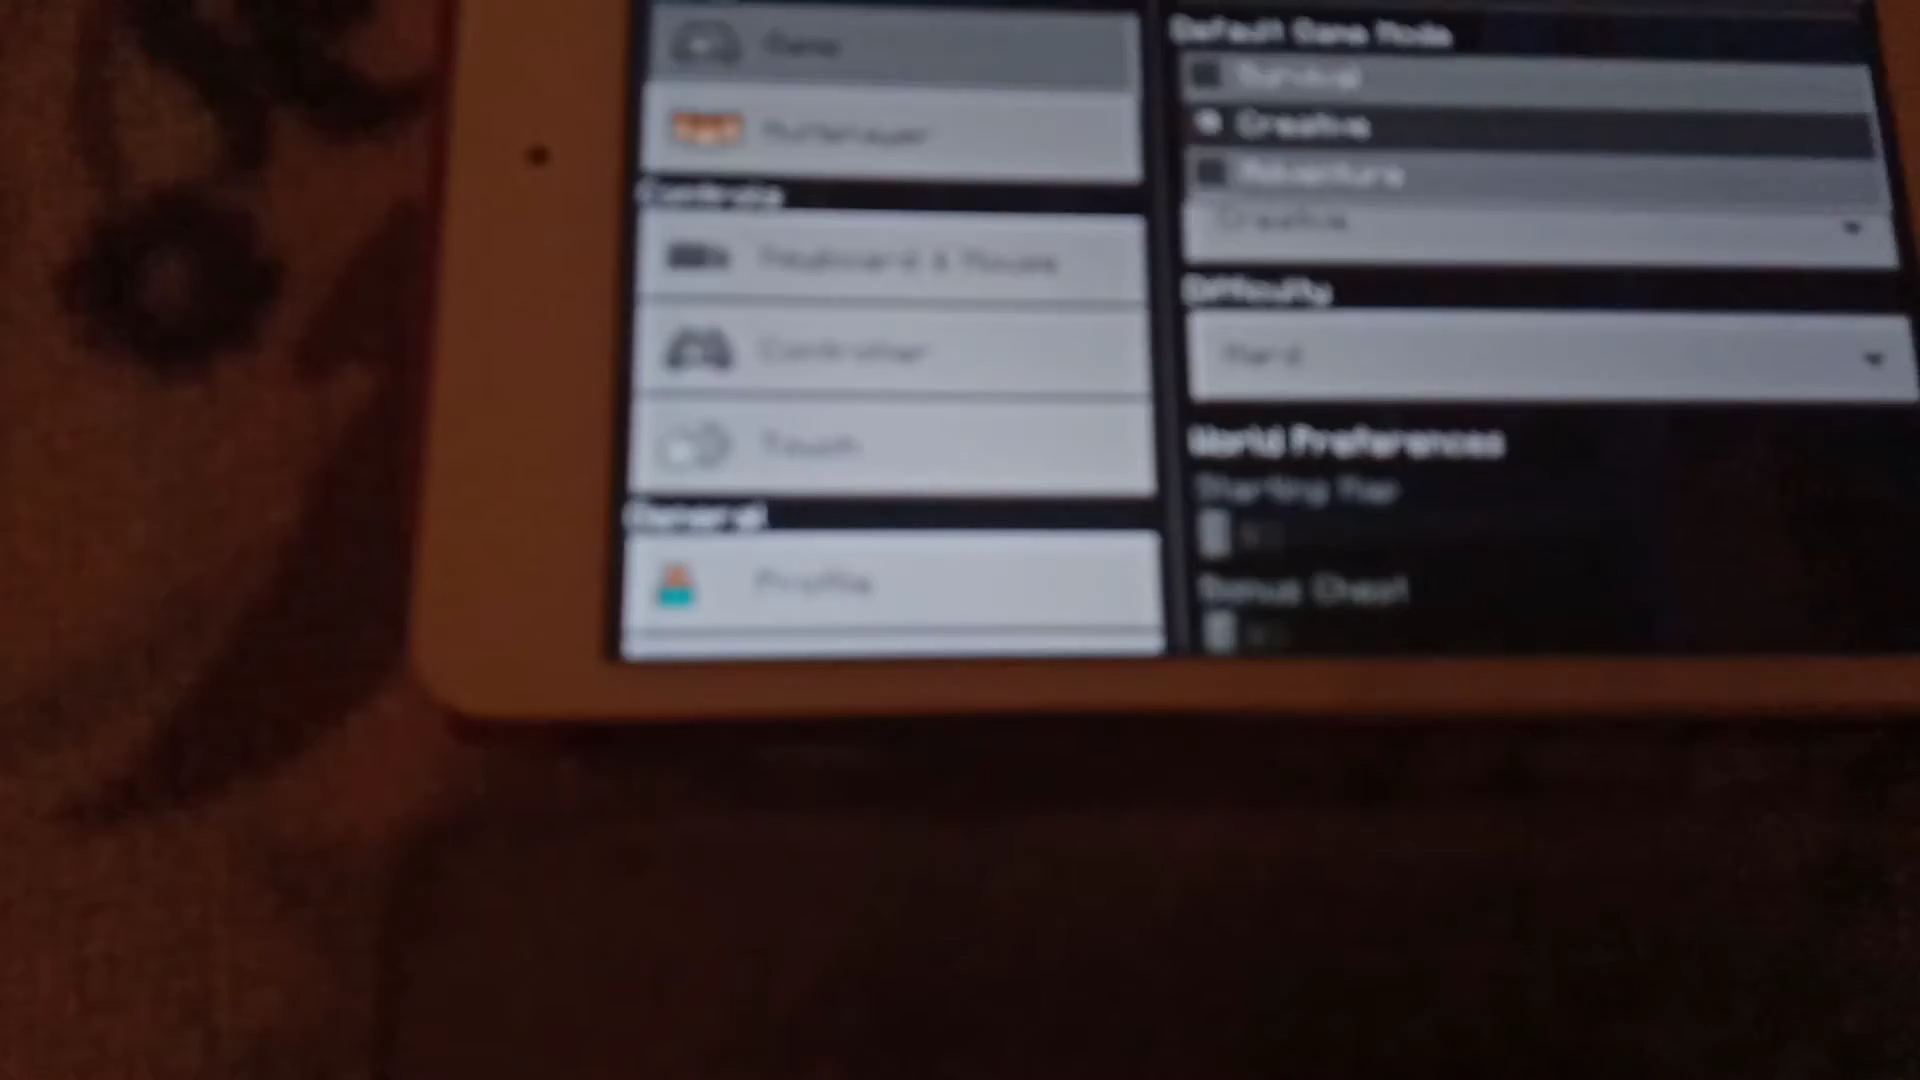 Game
Multiplayer
Controls
Keyboard & Mouse
Controller
Touch
General
Profile
Default Game Mode
Survival
Creative
Adventure
Creative
Difficulty
Hard
World Preferences
Starting Map
Bonus Chest